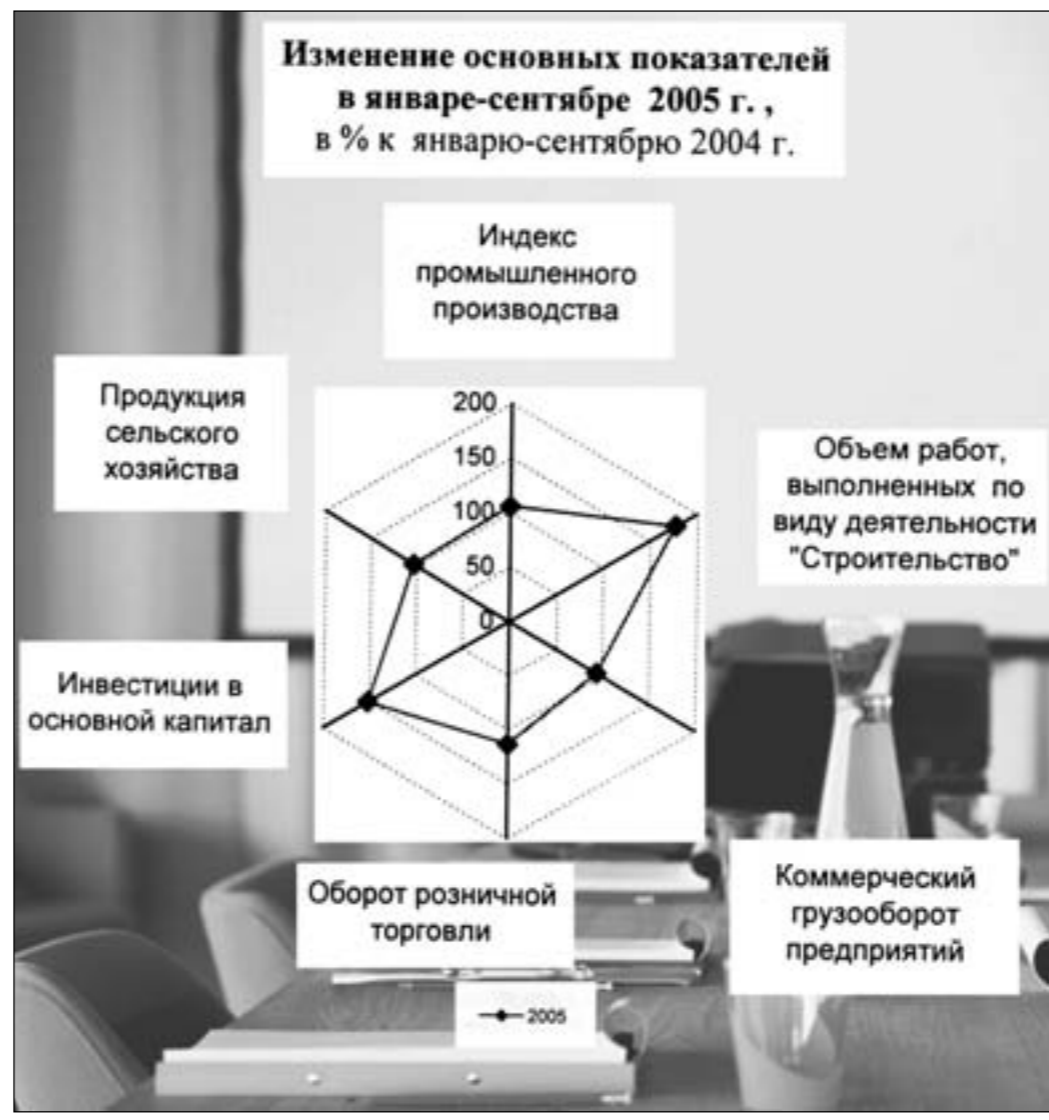 Изменение основных показателей
в январе-сентябре 2005 г. ,
в % к январю-сентябрю 2004 г.
Индекс
промышленного
производства
Продукция
сельского
хозяйства
Объем работ,
выполненных по
виду деятельности
"Строительство"
200
150
100
50
0
Инвестиции в
основной капитал
Оборот розничной
торговли
Коммерческий
грузооборот
предприятий
2005